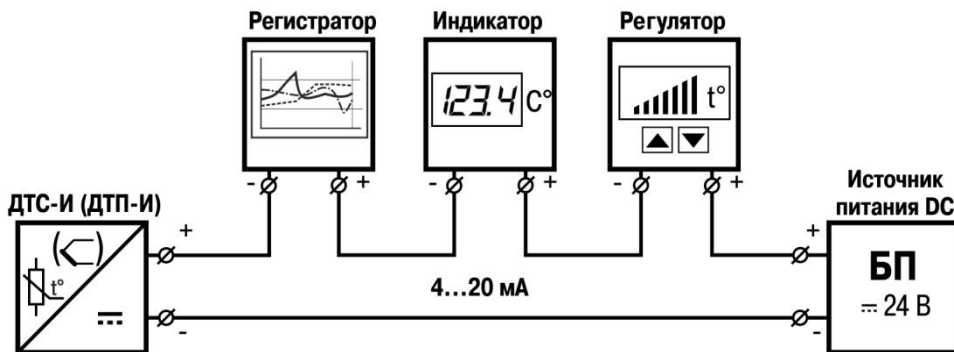 Регистратор
Индикатор
Регулятор
123.4 C°
t°
- +
- +
- +
ДТС-И (ДТП-И)
Источник
питания DC
+
+
t°
4...20 мА
БП
24 В
-
-